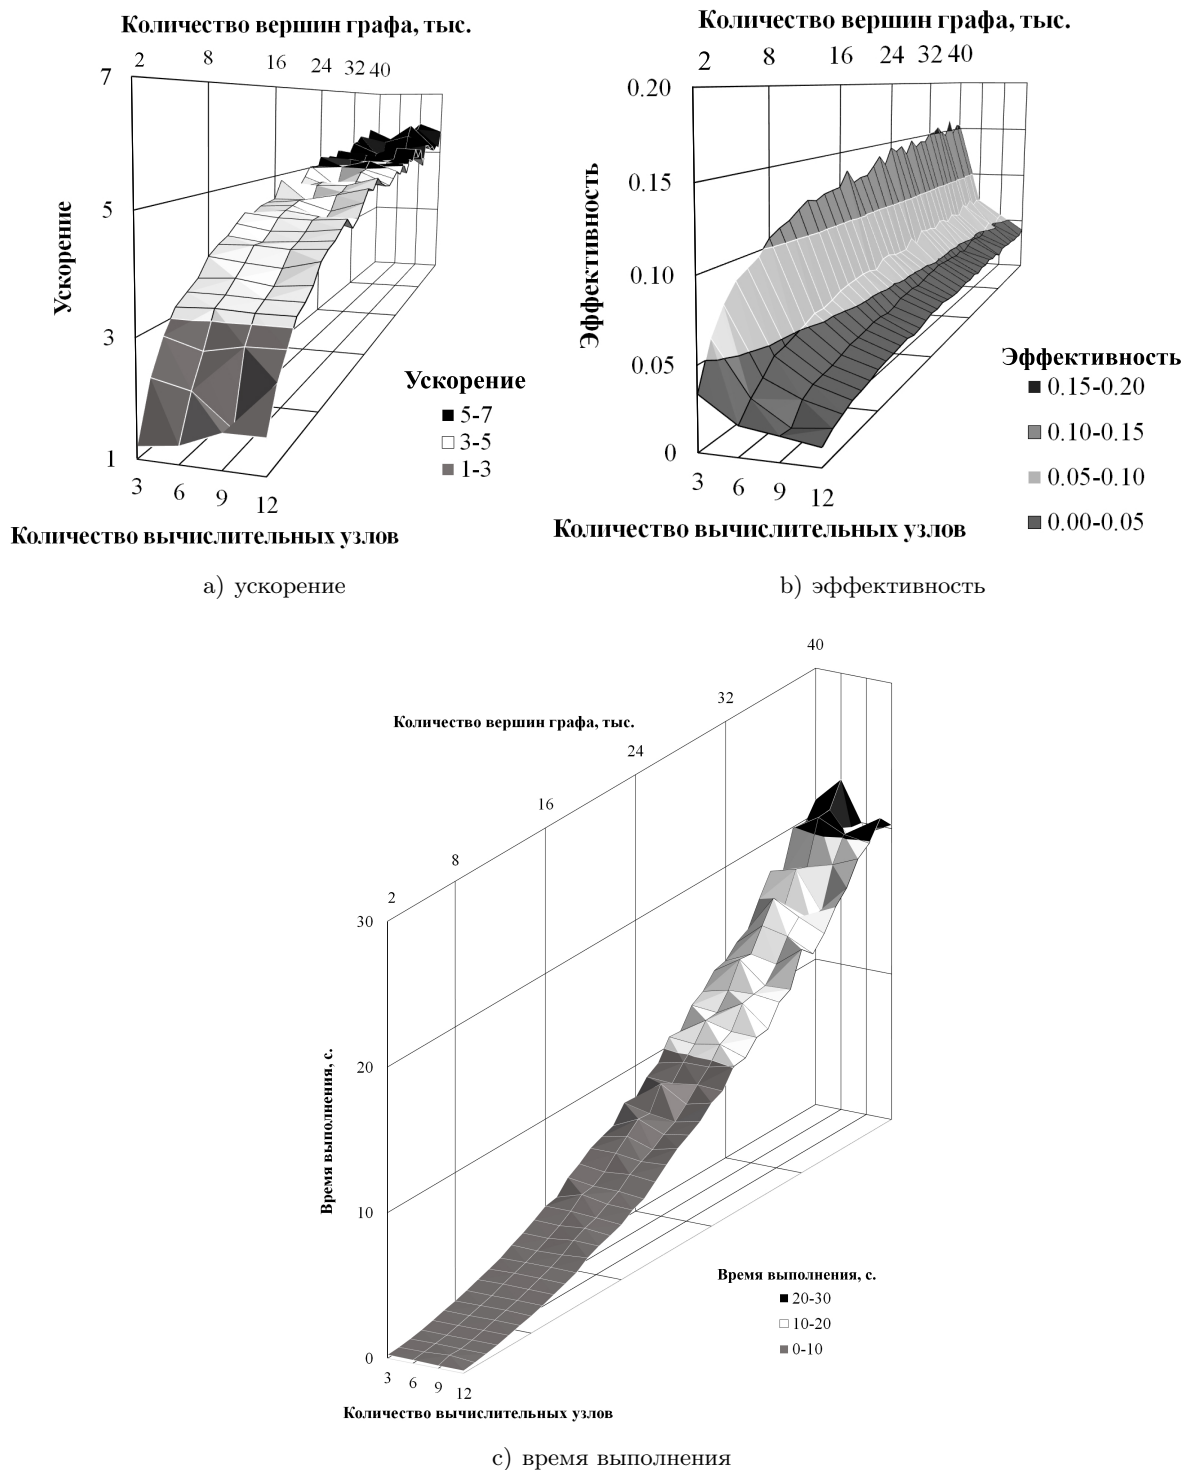 Количество вершин графа, тыс.
2 8 16 24 32 40
7
5
3
1
Ускорение
3 6 9 12
Количество вычислительных узлов
Ускорение
5-7
3-5
1-3
a) ускорение
Количество вершин графа, тыс.
2 8 16 24 32 40
0.20
0.15
0.10
0.05
0
Эффективность
3 6 9 12
Количество вычислительных узлов
Эффективность
0.15-0.20
0.10-0.15
0.05-0.10
0.00-0.05
b) эффективность
Количество вершин графа, тыс.
2 8 16 24 32 40
30
20
10
0
Время выполнения, с.
3 6 9 12
Количество вычислительных узлов
Время выполнения, с.
20-30
10-20
0-10
c) время выполнения